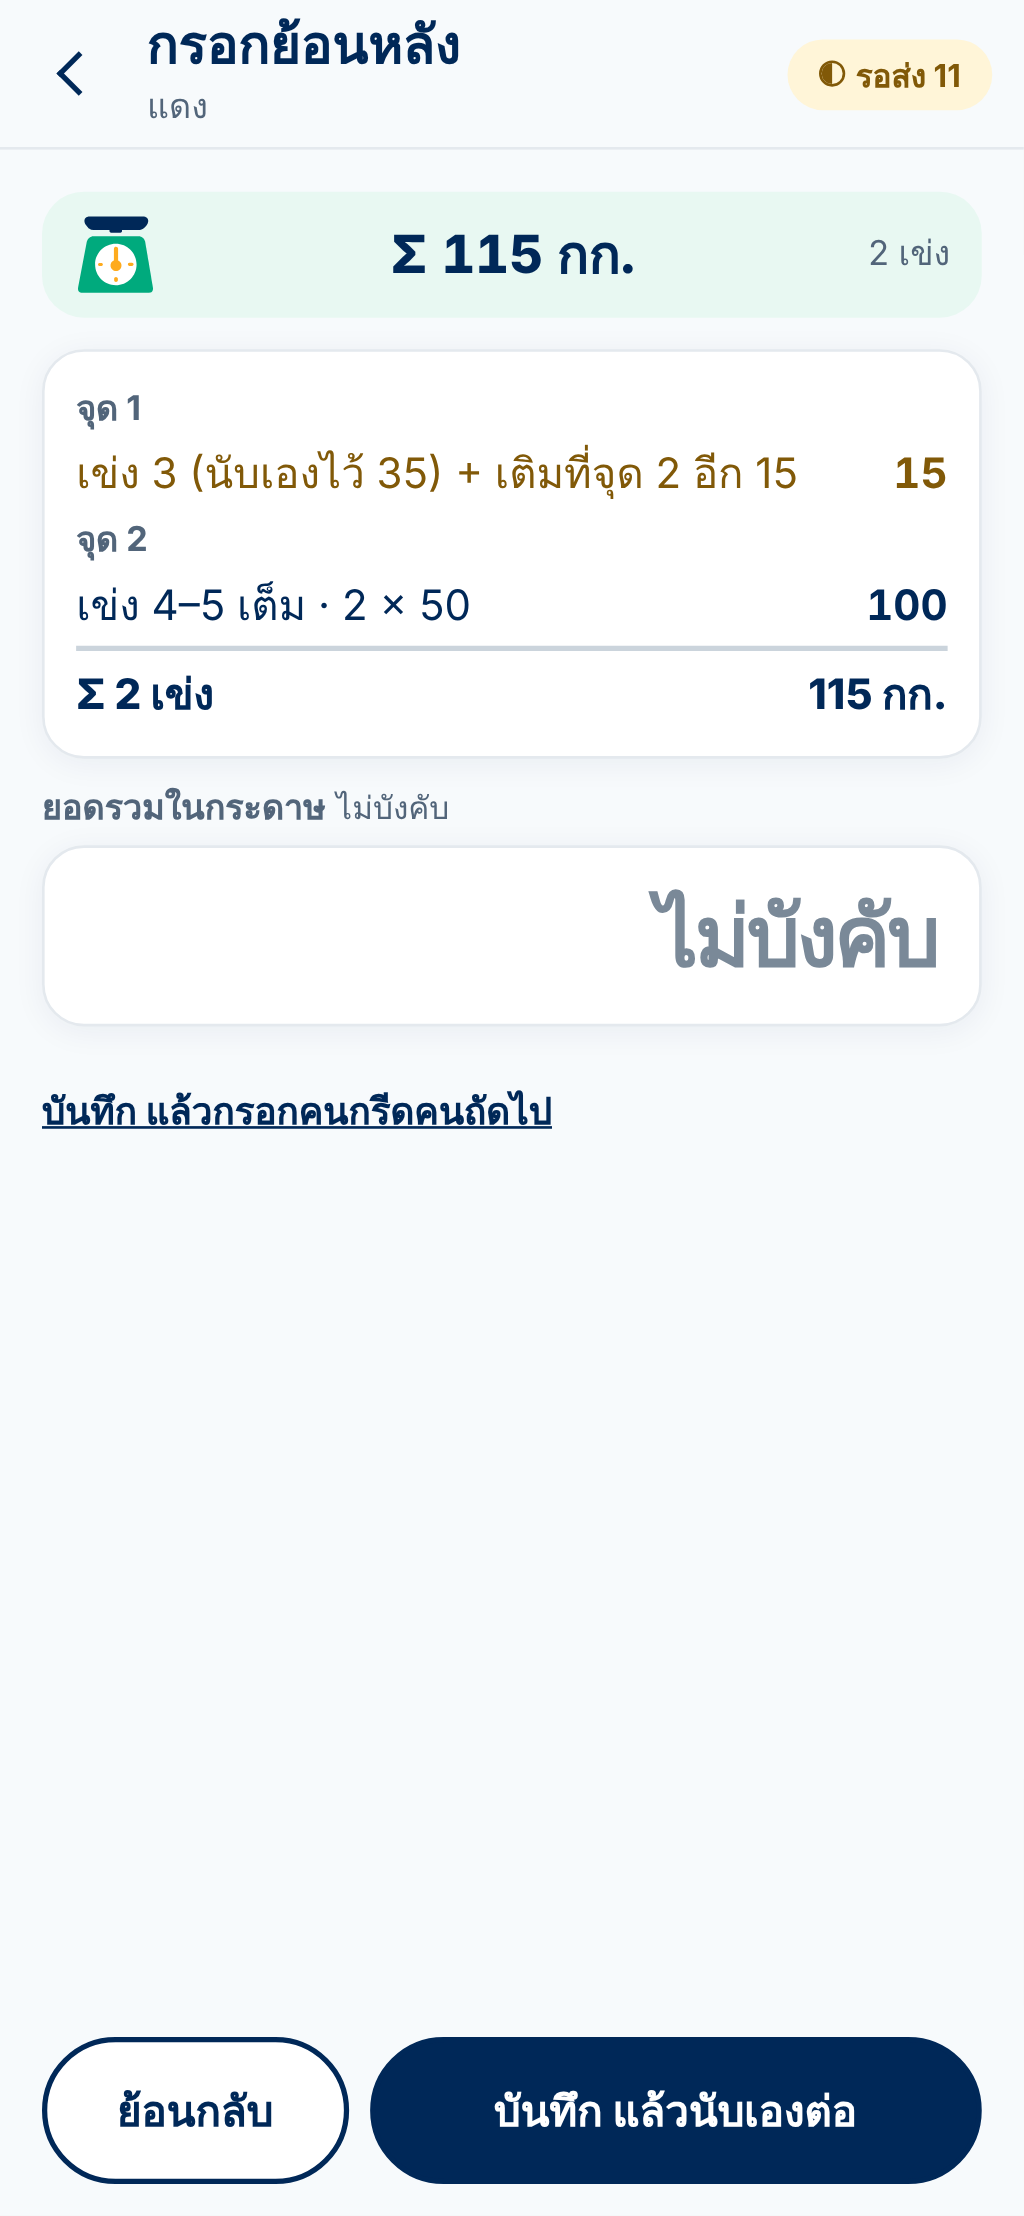 กรอกย้อนหลัง
แดง
รอส่ง 11
Σ 115 กก.
2 เข่ง
จุด 1
เข่ง 3 (นับเองไว้ 35) + เติมที่จุด 2 อีก 15 15
จุด 2
เข่ง 4–5 เต็ม · 2 × 50 100
Σ 2 เข่ง 115 กก.
ยอดรวมในกระดาษ ไม่บังคับ
ไม่บังคับ
บันทึก แล้วกรอกคนกรีดคนถัดไป
ย้อนกลับ
บันทึก แล้วนับเองต่อ